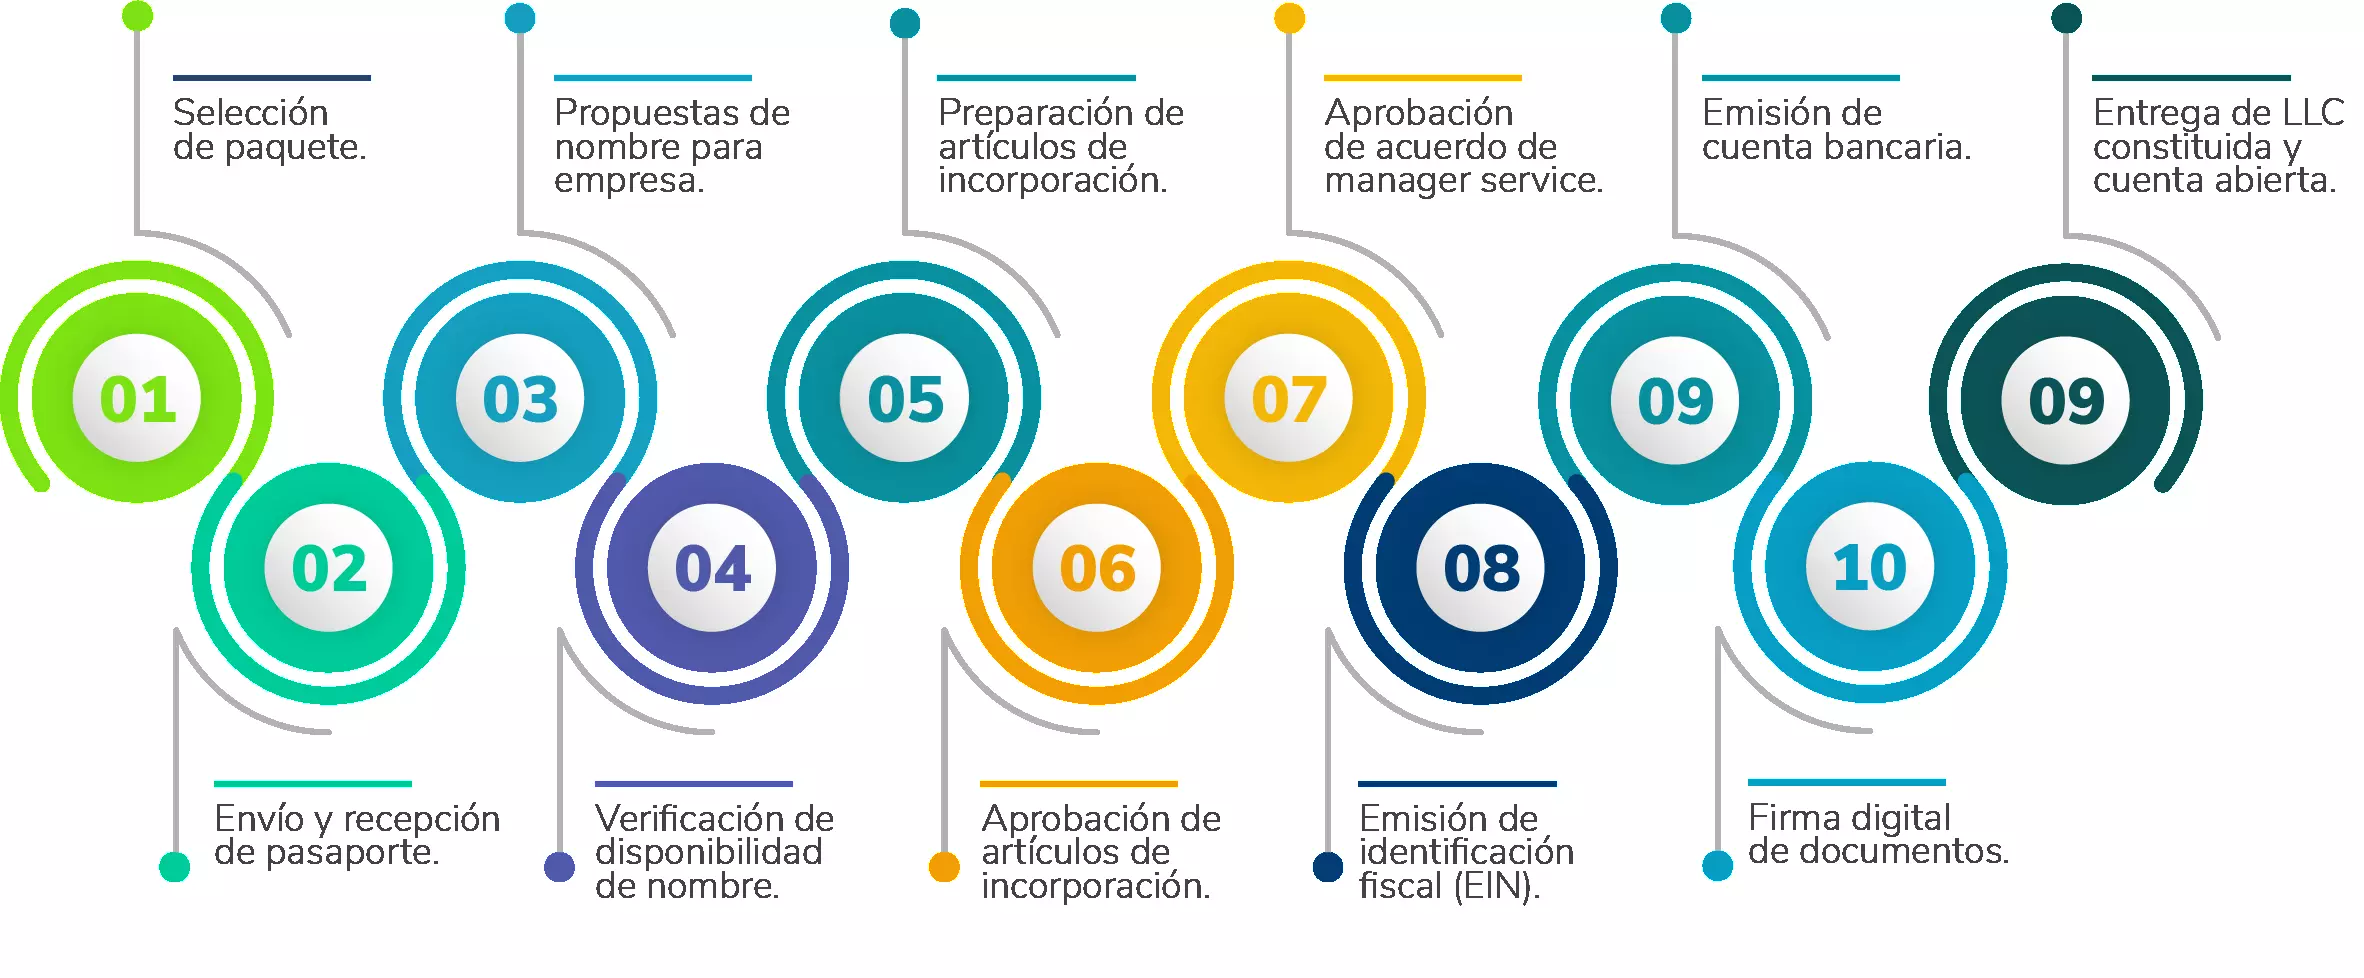 Selección
de paquete.
01
Envío y recepción
de pasaporte.
02
Propuestas de
nombre para
empresa.
03
Verificación de
disponibilidad
de nombre.
04
Preparación de
artículos de
incorporación.
05
Aprobación de
artículos de
incorporación.
06
Aprobación
de acuerdo de
manager service.
07
Emisión de
identificación
fiscal (EIN).
08
Emisión de
cuenta bancaria.
09
Firma digital
de documentos.
10
Entrega de LLC
constituida y
cuenta abierta.
09